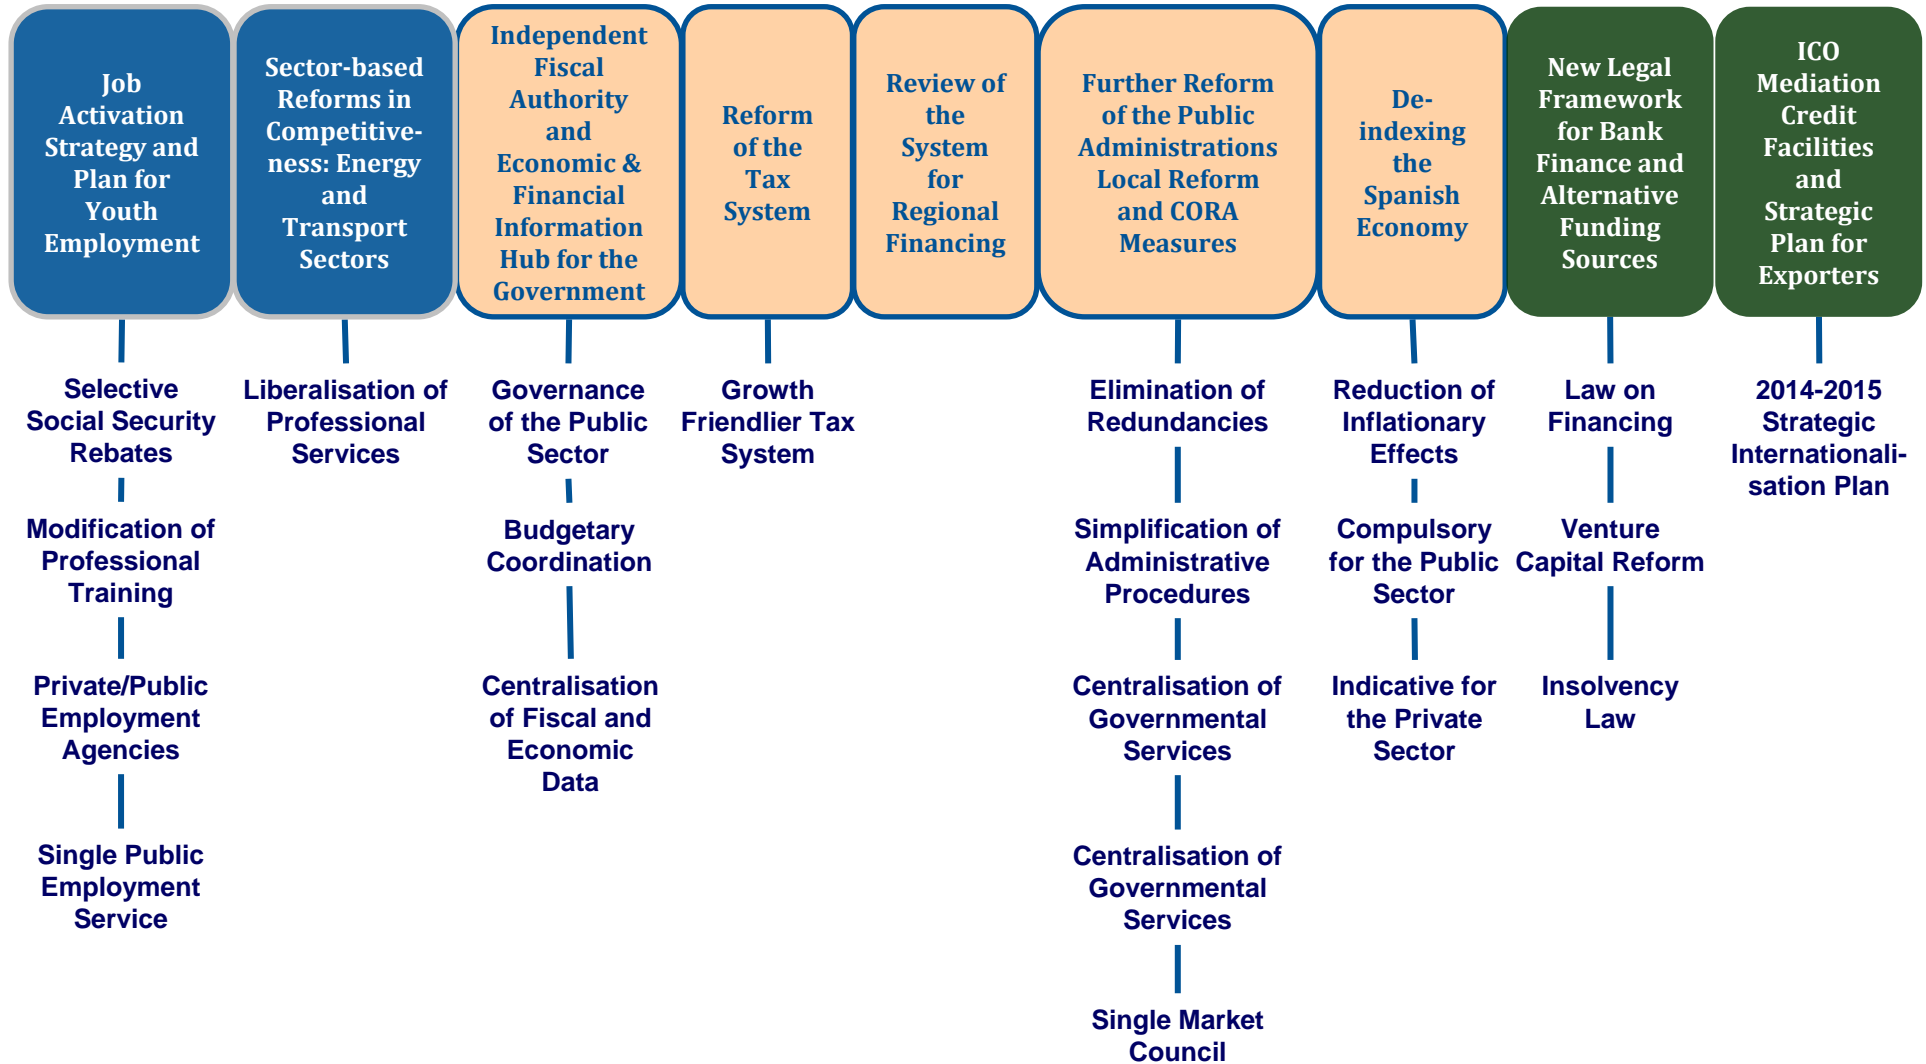 Job
Activation
Strategy and
Plan for
Youth
Employment
Sector-based
Reforms in
Competitive-
ness: Energy
and
Transport
Sectors
Independent
Fiscal
Authority
and
Economic &
Financial
Information
Hub for the
Government
Reform
of the
Tax
System
Review of
the
System
for
Regional
Financing
Further Reform
of the Public
Administrations
Local Reform
and CORA
Measures
De-
indexing
the
Spanish
Economy
New Legal
Framework
for Bank
Finance and
Alternative
Funding
Sources
ICO
Mediation
Credit
Facilities
and
Strategic
Plan for
Exporters
Selective
Social Security
Rebates
Modification of
Professional
Training
Private/Public
Employment
Agencies
Single Public
Employment
Service
Liberalisation of
Professional
Services
Governance
of the Public
Sector
Budgetary
Coordination
Centralisation
of Fiscal and
Economic
Data
Growth
Friendlier Tax
System
Elimination of
Redundancies
Simplification of
Administrative
Procedures
Centralisation of
Governmental
Services
Centralisation of
Governmental
Services
Single Market
Council
Reduction of
Inflationary
Effects
Compulsory
for the Public
Sector
Indicative for
the Private
Sector
Law on
Financing
Venture
Capital Reform
Insolvency
Law
2014-2015
Strategic
Internationali-
sation Plan